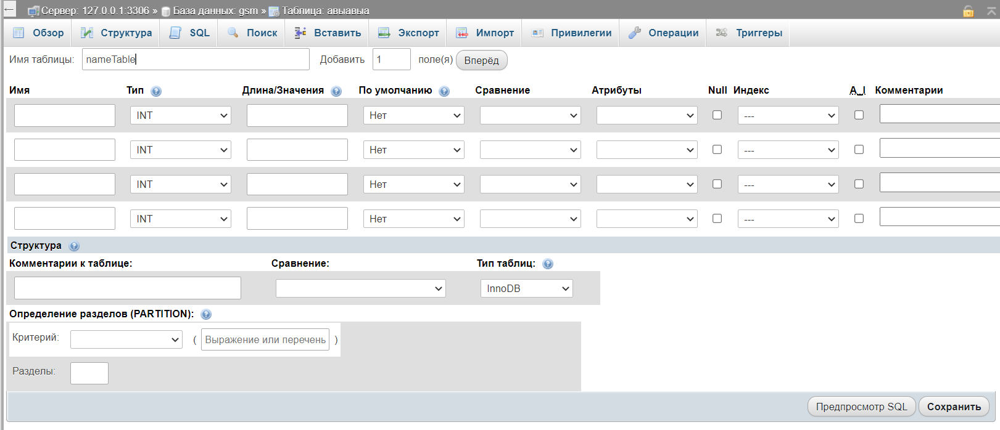 Сервер: 127.0.0.1:3306 » База данных: gsm » Таблица: авыавыа
Обзор Структура SQL Поиск Вставить Экспорт Импорт Привилегии Операции Триггеры
Имя таблицы: nameTable Добавить 1 поле(я) Вперёд
Имя Тип Длина/Значения По умолчанию Сравнение Атрибуты Null Индекс A_I Комментарии
INT Нет ---
INT Нет ---
INT Нет ---
INT Нет ---
Структура
Комментарии к таблице: Сравнение: Тип таблиц:
InnoDB
Определение разделов (PARTITION):
Критерий: ( Выражение или перечень )
Разделы:
Предпросмотр SQL Сохранить